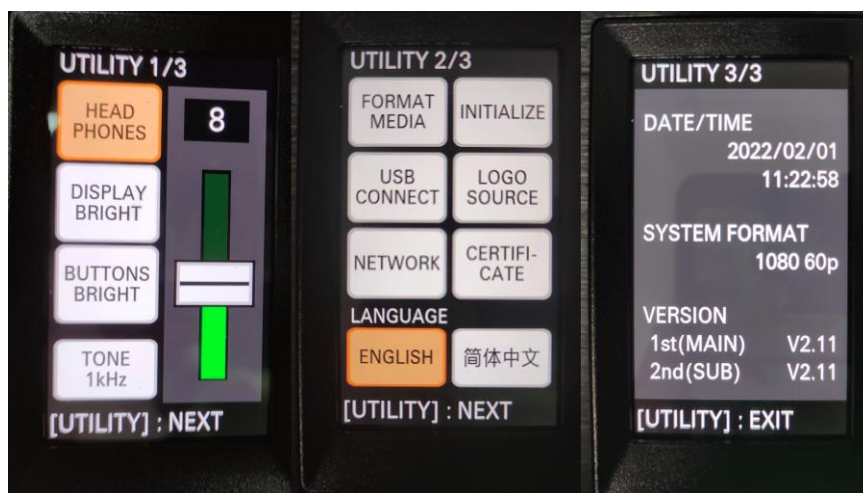 UTILITY 1/3
HEAD
PHONES
8
DISPLAY
BRIGHT
BUTTONS
BRIGHT
TONE
1kHz
[UTILITY] : NEXT
UTILITY 2/3
FORMAT
MEDIA
INITIALIZE
USB
CONNECT
LOGO
SOURCE
NETWORK
CERTIFI-
CATE
LANGUAGE
ENGLISH
简体中文
[UTILITY] : NEXT
UTILITY 3/3
DATE/TIME
2022/02/01
11:22:58
SYSTEM FORMAT
1080 60p
VERSION
1st(MAIN) V2.11
2nd(SUB) V2.11
[UTILITY] : EXIT